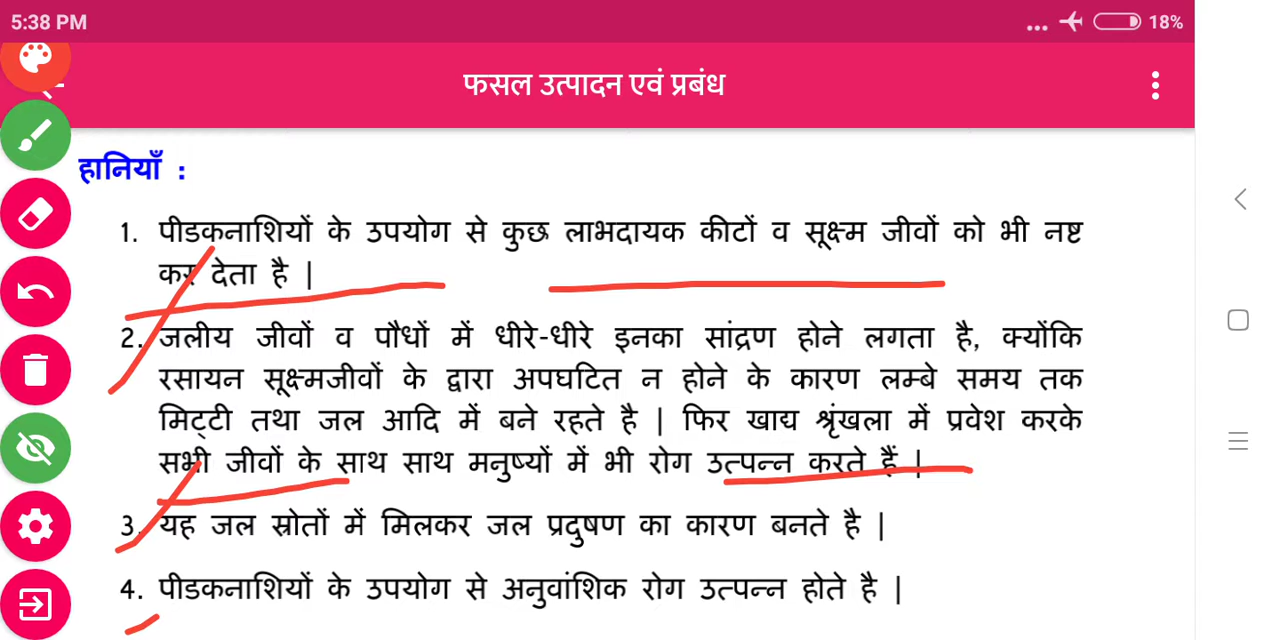 5:38 PM
... 18%
फसल उत्पादन एवं प्रबंध
हानियाँ :
1. पीडकनाशियों के उपयोग से कुछ लाभदायक कीटों व सूक्ष्म जीवों को भी नष्ट
कर देता है |
2. जलीय जीवों व पौधों में धीरे-धीरे इनका सांद्रण होने लगता है, क्योंकि
रसायन सूक्ष्मजीवों के द्वारा अपघटित न होने के कारण लम्बे समय तक
मिट्टी तथा जल आदि में बने रहते है | फिर खाद्य श्रृंखला में प्रवेश करके
सभी जीवों के साथ साथ मनुष्यों में भी रोग उत्पन्न करते हैं |
3. यह जल स्रोतों में मिलकर जल प्रदुषण का कारण बनते है |
4. पीडकनाशियों के उपयोग से अनुवांशिक रोग उत्पन्न होते है |